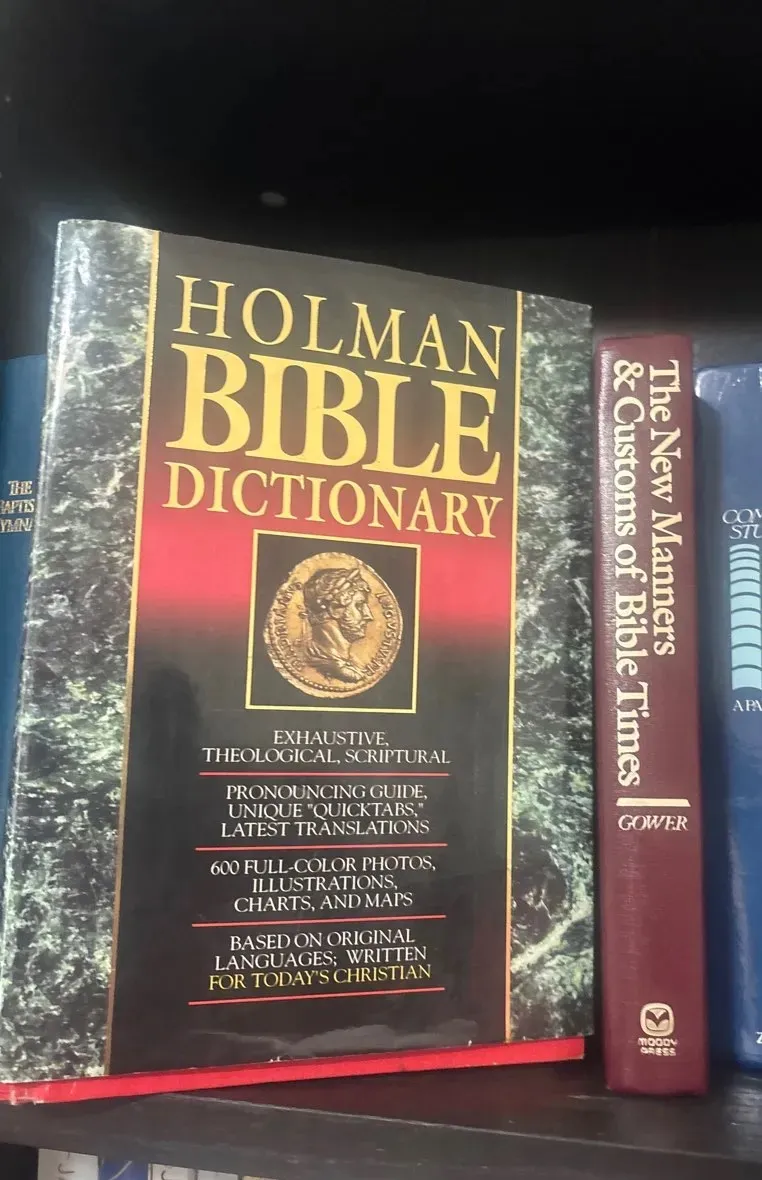 HOLMAN
BIBLE
DICTIONARY
EXHAUSTIVE,
THEOLOGICAL, SCRIPTURAL
PRONOUNCING GUIDE,
UNIQUE "QUICKTABS,"
LATEST TRANSLATIONS
600 FULL-COLOR PHOTOS,
ILLUSTRATIONS,
CHARTS, AND MAPS
BASED ON ORIGINAL
LANGUAGES; WRITTEN
FOR TODAY'S CHRISTIAN
THE
The New Manners
& Customs of Bible Times
GOWER
MOODY
PRESS